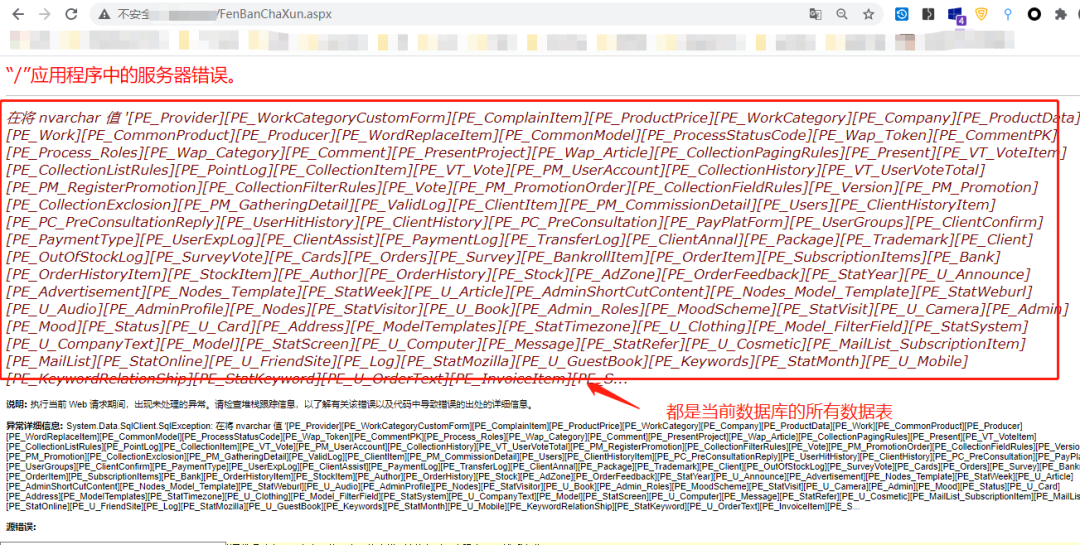 不安全
/FenBanChaXun.aspx
4
“/”应用程序中的服务器错误。
在将 nvarchar 值 '[PE_Provider][PE_WorkCategoryCustomForm][PE_ComplainItem][PE_ProductPrice][PE_WorkCategory][PE_Company][PE_ProductData]
[PE_Work][PE_CommonProduct][PE_Producer][PE_WordReplaceItem][PE_CommonModel][PE_ProcessStatusCode][PE_Wap_Token][PE_CommentPK]
[PE_Process_Roles][PE_Wap_Category][PE_Comment][PE_PresentProject][PE_Wap_Article][PE_CollectionPagingRules][PE_Present][PE_VT_VoteItem]
[PE_CollectionListRules][PE_PointLog][PE_CollectionItem][PE_VT_Vote][PE_PM_UserAccount][PE_CollectionHistory][PE_VT_UserVoteTotal]
[PE_PM_RegisterPromotion][PE_CollectionFilterRules][PE_Vote][PE_PM_PromotionOrder][PE_CollectionFieldRules][PE_Version][PE_PM_Promotion]
[PE_CollectionExclosion][PE_PM_GatheringDetail][PE_ValidLog][PE_ClientItem][PE_PM_CommissionDetail][PE_Users][PE_ClientHistoryItem]
[PE_PC_PreConsultationReply][PE_UserHitHistory][PE_ClientHistory][PE_PC_PreConsultation][PE_PayPlatForm][PE_UserGroups][PE_ClientConfirm]
[PE_PaymentType][PE_UserExpLog][PE_ClientAssist][PE_PaymentLog][PE_TransferLog][PE_ClientAnnal][PE_Package][PE_Trademark][PE_Client]
[PE_OutOfStockLog][PE_SurveyVote][PE_Cards][PE_Orders][PE_Survey][PE_BankrollItem][PE_OrderItem][PE_SubscriptionItems][PE_Bank]
[PE_OrderHistoryItem][PE_StockItem][PE_Author][PE_OrderHistory][PE_Stock][PE_AdZone][PE_OrderFeedback][PE_StatYear][PE_U_Announce]
[PE_Advertisement][PE_Nodes_Template][PE_StatWeek][PE_U_Article][PE_AdminShortCutContent][PE_Nodes_Model_Template][PE_StatWeburl]
[PE_U_Audio][PE_AdminProfile][PE_Nodes][PE_StatVisitor][PE_U_Book][PE_Admin_Roles][PE_MoodScheme][PE_StatVisit][PE_U_Camera][PE_Admin]
[PE_Mood][PE_Status][PE_U_Card][PE_Address][PE_ModelTemplates][PE_StatTimezone][PE_U_Clothing][PE_Model_FilterField][PE_StatSystem]
[PE_U_CompanyText][PE_Model][PE_StatScreen][PE_U_Computer][PE_Message][PE_StatRefer][PE_U_Cosmetic][PE_MailList_SubscriptionItem]
[PE_MailList][PE_StatOnline][PE_U_FriendSite][PE_Log][PE_StatMozilla][PE_U_GuestBook][PE_Keywords][PE_StatMonth][PE_U_Mobile]
[PE_KeywordRelationShip][PE_StatKeyword][PE_U_OrderText][PE_InvoiceItem][PE_S...
说明: 执行当前 Web 请求期间，出现未处理的异常。请检查堆栈跟踪信息，以了解有关该错误以及代码中导致错误的出处的详细信息。
都是当前数据库的所有数据表
异常详细信息: System.Data.SqlClient.SqlException: 在将 nvarchar 值 '[PE_Provider][PE_WorkCategoryCustomForm][PE_ComplainItem][PE_ProductPrice][PE_WorkCategory][PE_Company][PE_ProductData][PE_Work][PE_CommonProduct][PE_Producer]
[PE_WordReplaceItem][PE_CommonModel][PE_ProcessStatusCode][PE_Wap_Token][PE_CommentPK][PE_Process_Roles][PE_Wap_Category][PE_Comment][PE_PresentProject][PE_Wap_Article][PE_CollectionPagingRules][PE_Present][PE_VT_VoteItem]
[PE_CollectionListRules][PE_PointLog][PE_CollectionItem][PE_VT_Vote][PE_PM_UserAccount][PE_CollectionHistory][PE_VT_UserVoteTotal][PE_PM_RegisterPromotion][PE_CollectionFilterRules][PE_Vote][PE_PM_PromotionOrder][PE_CollectionFieldRules]
[PE_PM_Promotion][PE_CollectionExclosion][PE_PM_GatheringDetail][PE_ValidLog][PE_ClientItem][PE_PM_CommissionDetail][PE_Users][PE_ClientHistoryItem][PE_PC_PreConsultationReply][PE_UserHitHistory][PE_ClientHistory][PE_PC_PreConsultation]
[PE_UserGroups][PE_ClientConfirm][PE_PaymentType][PE_UserExpLog][PE_ClientAssist][PE_PaymentLog][PE_TransferLog][PE_ClientAnnal][PE_Package][PE_Trademark][PE_Client][PE_OutOfStockLog][PE_SurveyVote][PE_Cards][PE_Orders][PE_Survey]
[PE_OrderItem][PE_SubscriptionItems][PE_Bank][PE_OrderHistoryItem][PE_StockItem][PE_Author][PE_OrderHistory][PE_Stock][PE_AdZone][PE_OrderFeedback][PE_StatYear][PE_U_Announce][PE_Advertisement][PE_Nodes_Template][PE_StatWeek][PE_U_Article]
[PE_AdminShortCutContent][PE_Nodes_Model_Template][PE_StatWeburl][PE_U_Audio][PE_AdminProfile][PE_Nodes][PE_StatVisitor][PE_U_Book][PE_Admin_Roles][PE_MoodScheme][PE_StatVisit][PE_U_Camera][PE_Admin][PE_Mood][PE_Status][PE_U_Card]
[PE_Address][PE_ModelTemplates][PE_StatTimezone][PE_U_Clothing][PE_Model_FilterField][PE_StatSystem][PE_U_CompanyText][PE_Model][PE_StatScreen][PE_U_Computer][PE_Message][PE_StatRefer][PE_U_Cosmetic][PE_MailList_SubscriptionItem]
[PE_StatOnline][PE_U_FriendSite][PE_Log][PE_StatMozilla][PE_U_GuestBook][PE_Keywords][PE_StatMonth][PE_U_Mobile][PE_KeywordRelationShip][PE_StatKeyword][PE_U_OrderText][PE_InvoiceItem][PE_S...
源错误: